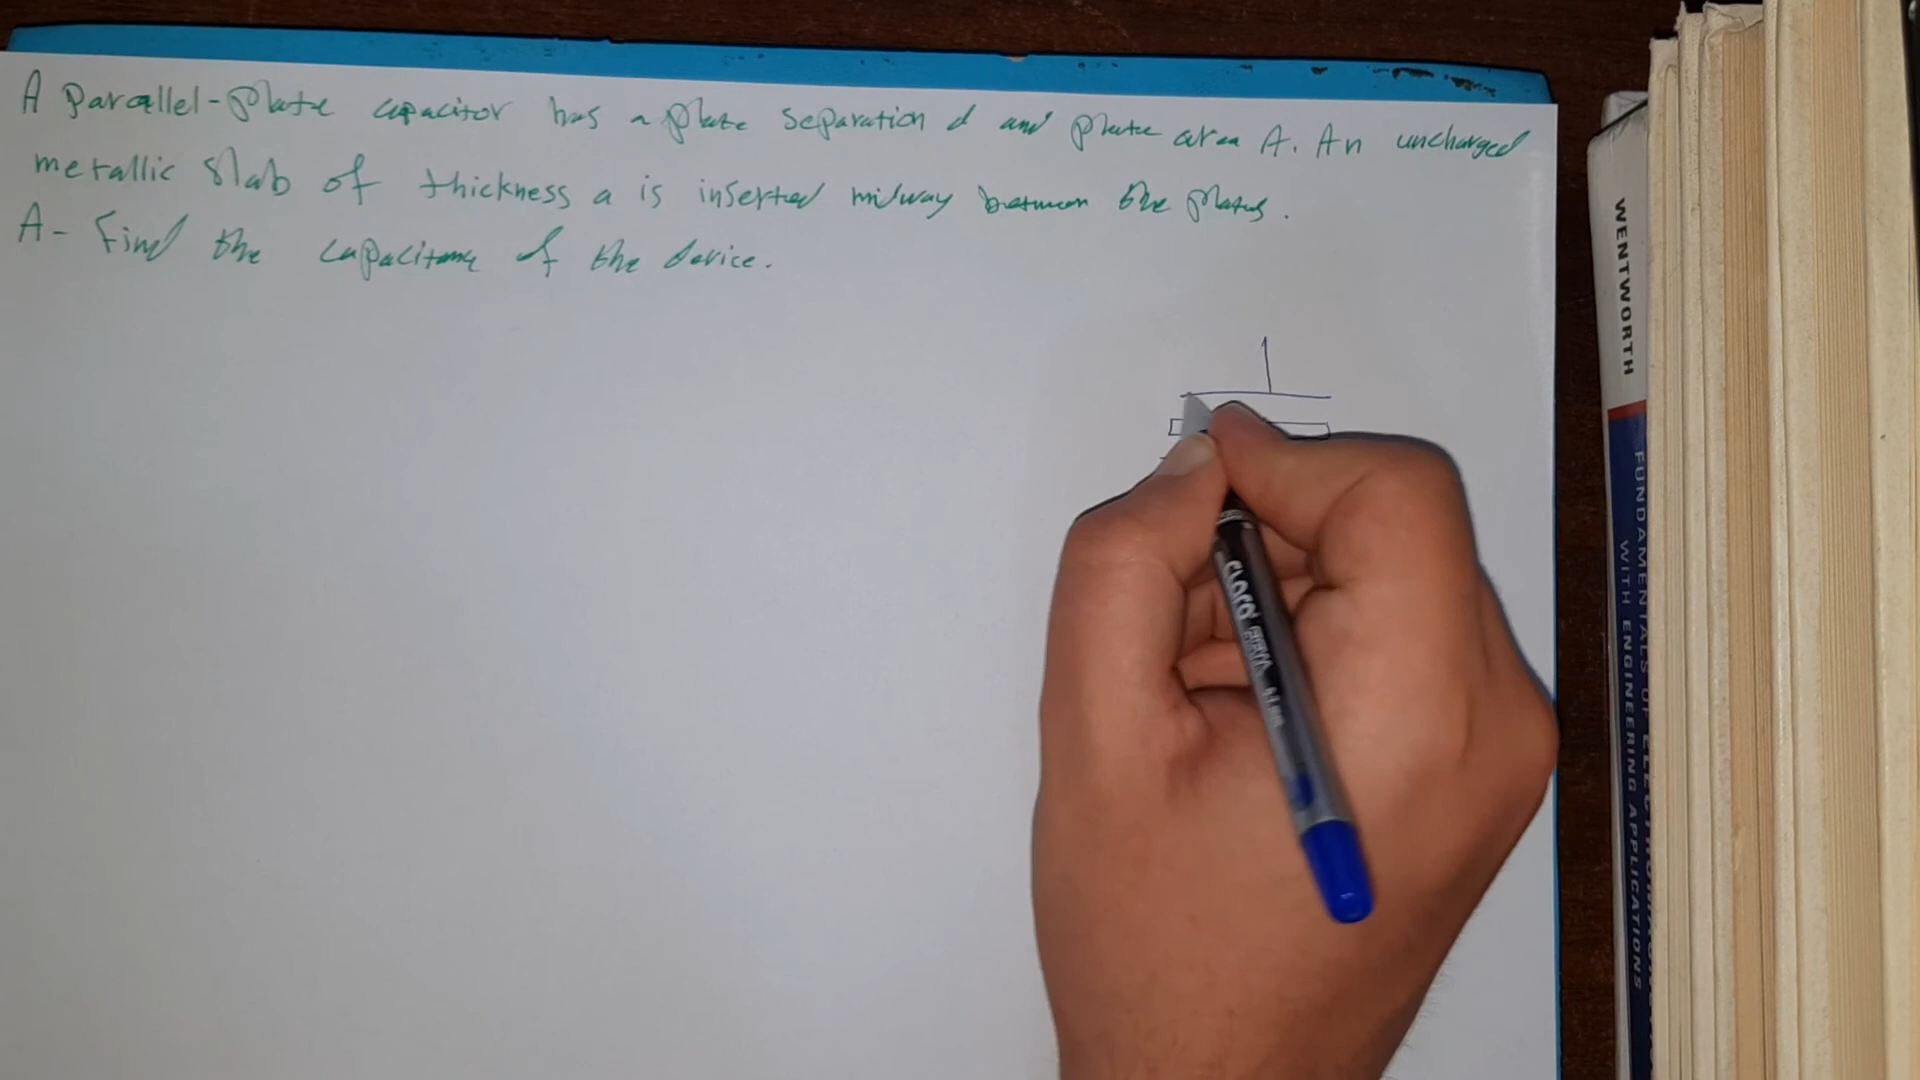 A parallel-plate capacitor has a plate separation d and plate area A. An uncharged
metallic slab of thickness a is inserted midway between the plates.
A- Find the capacitance of the device.
WENTWORTH
FUNDAMENTALS OF
WITH ENGINEERING APPLICATIONS
CLARO